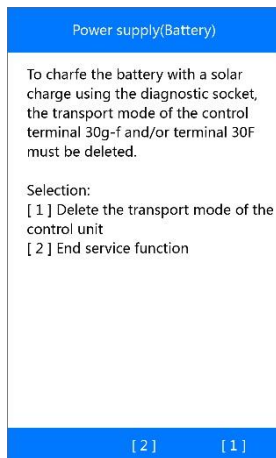 Power supply(Battery)
To charfe the battery with a solar
charge using the diagnostic socket,
the transport mode of the control
terminal 30g-f and/or terminal 30F
must be deleted.
Selection:
[ 1 ] Delete the transport mode of the
control unit
[ 2 ] End service function
[ 2 ] [ 1 ]